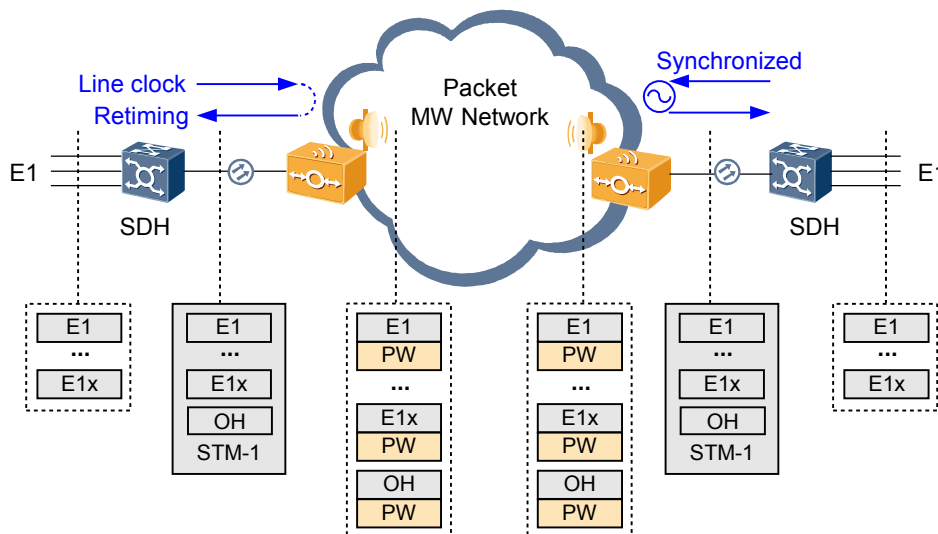 Line clock
Retiming
Packet
MW Network
Synchronized
E1
SDH
SDH
E1
E1
...
E1x
E1
...
E1x
OH
STM-1
E1
PW
...
E1x
PW
OH
PW
E1
PW
...
E1x
PW
OH
PW
E1
...
E1x
OH
STM-1
E1
...
E1x